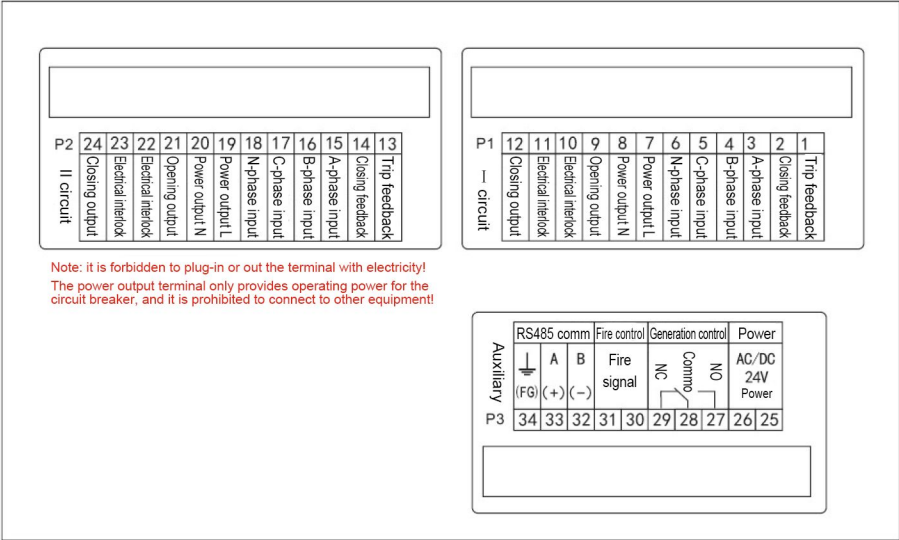 P2 24 23 22 21 20 19 18 17 16 15 14 13
II circuit
Closing output
Electrical interlock
Electrical interlock
Opening output
Power output N
Power output L
N-phase input
C-phase input
B-phase input
A-phase input
Closing feedback
Trip feedback
P1 12 11 10 9 8 7 6 5 4 3 2 1
I circuit
Closing output
Electrical interlock
Electrical interlock
Opening output
Power output N
Power output L
N-phase input
C-phase input
B-phase input
A-phase input
Closing feedback
Trip feedback
Note: it is forbidden to plug-in or out the terminal with electricity!
The power output terminal only provides operating power for the
circuit breaker, and it is prohibited to connect to other equipment!
Auxiliary
RS485 comm Fire control Generation control Power
(FG)
A
(+)
B
(−)
Fire
signal
NC
Commo
NO
AC/DC
24V
Power
P3 34 33 32 31 30 29 28 27 26 25